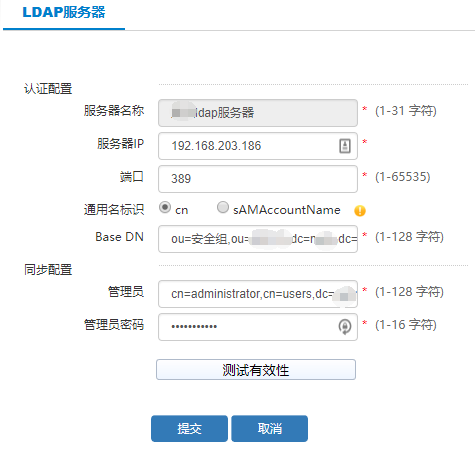 LDAP服务器
认证配置
服务器名称 ldap服务器 * (1-31 字符)
服务器IP 192.168.203.186 *
端口 389 * (1-65535)
通用名标识 cn sAMAccountName
Base DN ou=安全组,ou= dc=n dc= * (1-128 字符)
同步配置
管理员 cn=administrator,cn=users,dc= * (1-128 字符)
管理员密码 ••••••••••• * (1-16 字符)
测试有效性
提交 取消